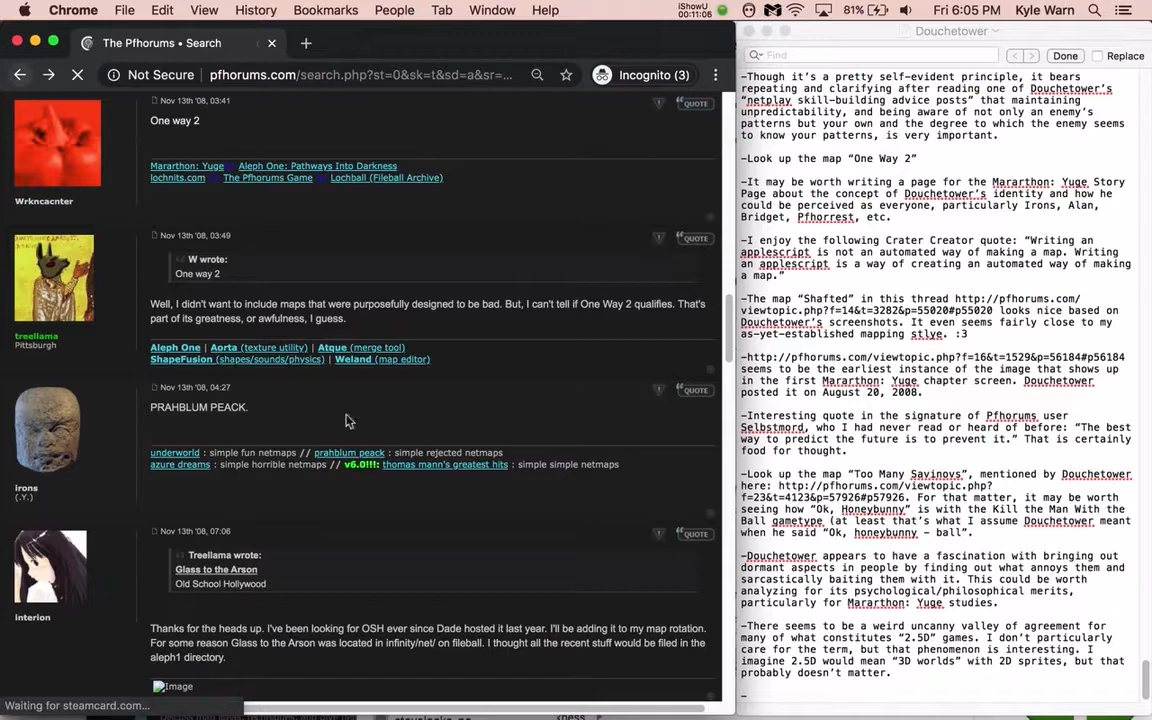 Chrome File Edit View History Bookmarks People Tab Window Help
iShowU
00:11:06
81%
Fri 6:05 PM Kyle Warn
The Pfhorums • Search
Not Secure pfhorums.com/search.php?st=0&sk=t&sd=a&sr=...
Incognito (3)
Nov 13th '08, 03:41
QUOTE
One way 2
Mararthon: Yuge Aleph One: Pathways Into Darkness
lochnits.com The Pfhorums Game Lochball (Fileball Archive)
Wrkncacnter
Nov 13th '08, 03:49
QUOTE
W wrote:
One way 2
Well, I didn't want to include maps that were purposefully designed to be bad. But, I can't tell if One Way 2 qualifies. That's
part of its greatness, or awfulness, I guess.
treellama
Pittsburgh
Aleph One | Aorta (texture utility) | Atque (merge tool)
ShapeFusion (shapes/sounds/physics) | Weland (map editor)
Nov 13th '08, 04:27
QUOTE
PRAHBLUM PEACK.
underworld : simple fun netmaps // prahblum peack : simple rejected netmaps
azure dreams : simple horrible netmaps // v6.0!!!: thomas mann's greatest hits : simple simple netmaps
irons
(.Y.)
Nov 13th '08, 07:06
QUOTE
Treellama wrote:
Glass to the Arson
Old School Hollywood
interion
Thanks for the heads up. I've been looking for OSH ever since Dade hosted it last year. I'll be adding it to my map rotation.
For some reason Glass to the Arson was located in infinity/net/ on fileball. I thought all the recent stuff would be filed in the
aleph1 directory.
Image
Waiting for steamcard.com...
Douchetower
Find
Done
Replace
-Though it's a pretty self-evident principle, it bears
repeating and clarifying after reading one of Douchetower's
"netplay skill-building advice posts" that maintaining
unpredictability, and being aware of not only an enemy's
patterns but your own and the degree to which the enemy seems
to know your patterns, is very important.
-Look up the map "One Way 2"
-It may be worth writing a page for the Mararthon: Yuge Story
Page about the concept of Douchetower's identity and how he
could be perceived as everyone, particularly Irons, Alan,
Bridget, Pfhorrest, etc.
-I enjoy the following Crater Creator quote: "Writing an
applescript is not an automated way of making a map. Writing
an applescript is a way of creating an automated way of making
a map."
-The map "Shafted" in this thread http://pfhorums.com/
viewtopic.php?f=14&t=3282&p=55020#p55020 looks nice based on
Douchetower's screenshots. It even seems fairly close to my
as-yet-established mapping stlye. :3
-http://pfhorums.com/viewtopic.php?f=16&t=1529&p=56184#p56184
seems to be the earliest instance of the image that shows up
in the first Mararthon: Yuge chapter screen. Douchetower
posted it on August 20, 2008.
-Interesting quote in the signature of Pfhorums user
Selbstmord, who I had never read or heard of before: "The best
way to predict the future is to prevent it." That is certainly
food for thought.
-Look up the map "Too Many Savinovs", mentioned by Douchetower
here: http://pfhorums.com/viewtopic.php?
f=23&t=4123&p=57926#p57926. For that matter, it may be worth
seeing how "Ok, Honeybunny" is with the Kill the Man With the
Ball gametype (at least that's what I assume Douchetower meant
when he said "Ok, honeybunny - ball").
-Douchetower appears to have a fascination with bringing out
dormant aspects in people by finding out what annoys them and
sarcastically baiting them with it. This could be worth
analyzing for its psychological/philosophical merits,
particularly for Mararthon: Yuge studies.
-There seems to be a weird uncanny valley of agreement for
many of what constitutes "2.5D" games. I don't particularly
care for the term, but that phenomenon is interesting. I
imagine 2.5D would mean "3D worlds" with 2D sprites, but that
probably doesn't matter.
-